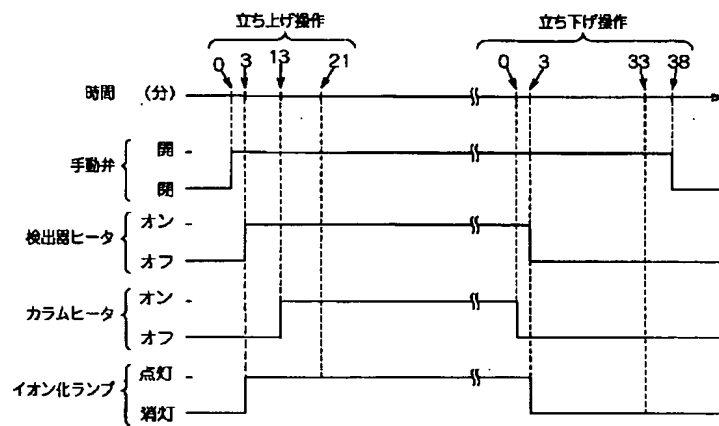 立ち上げ操作 立ち下げ操作
0 3 13 21 0 3 33 38
時間 (分)
手動弁 開
閉
検出器ヒータ オン
オフ
カラムヒータ オン
オフ
イオン化ランプ 点灯
消灯